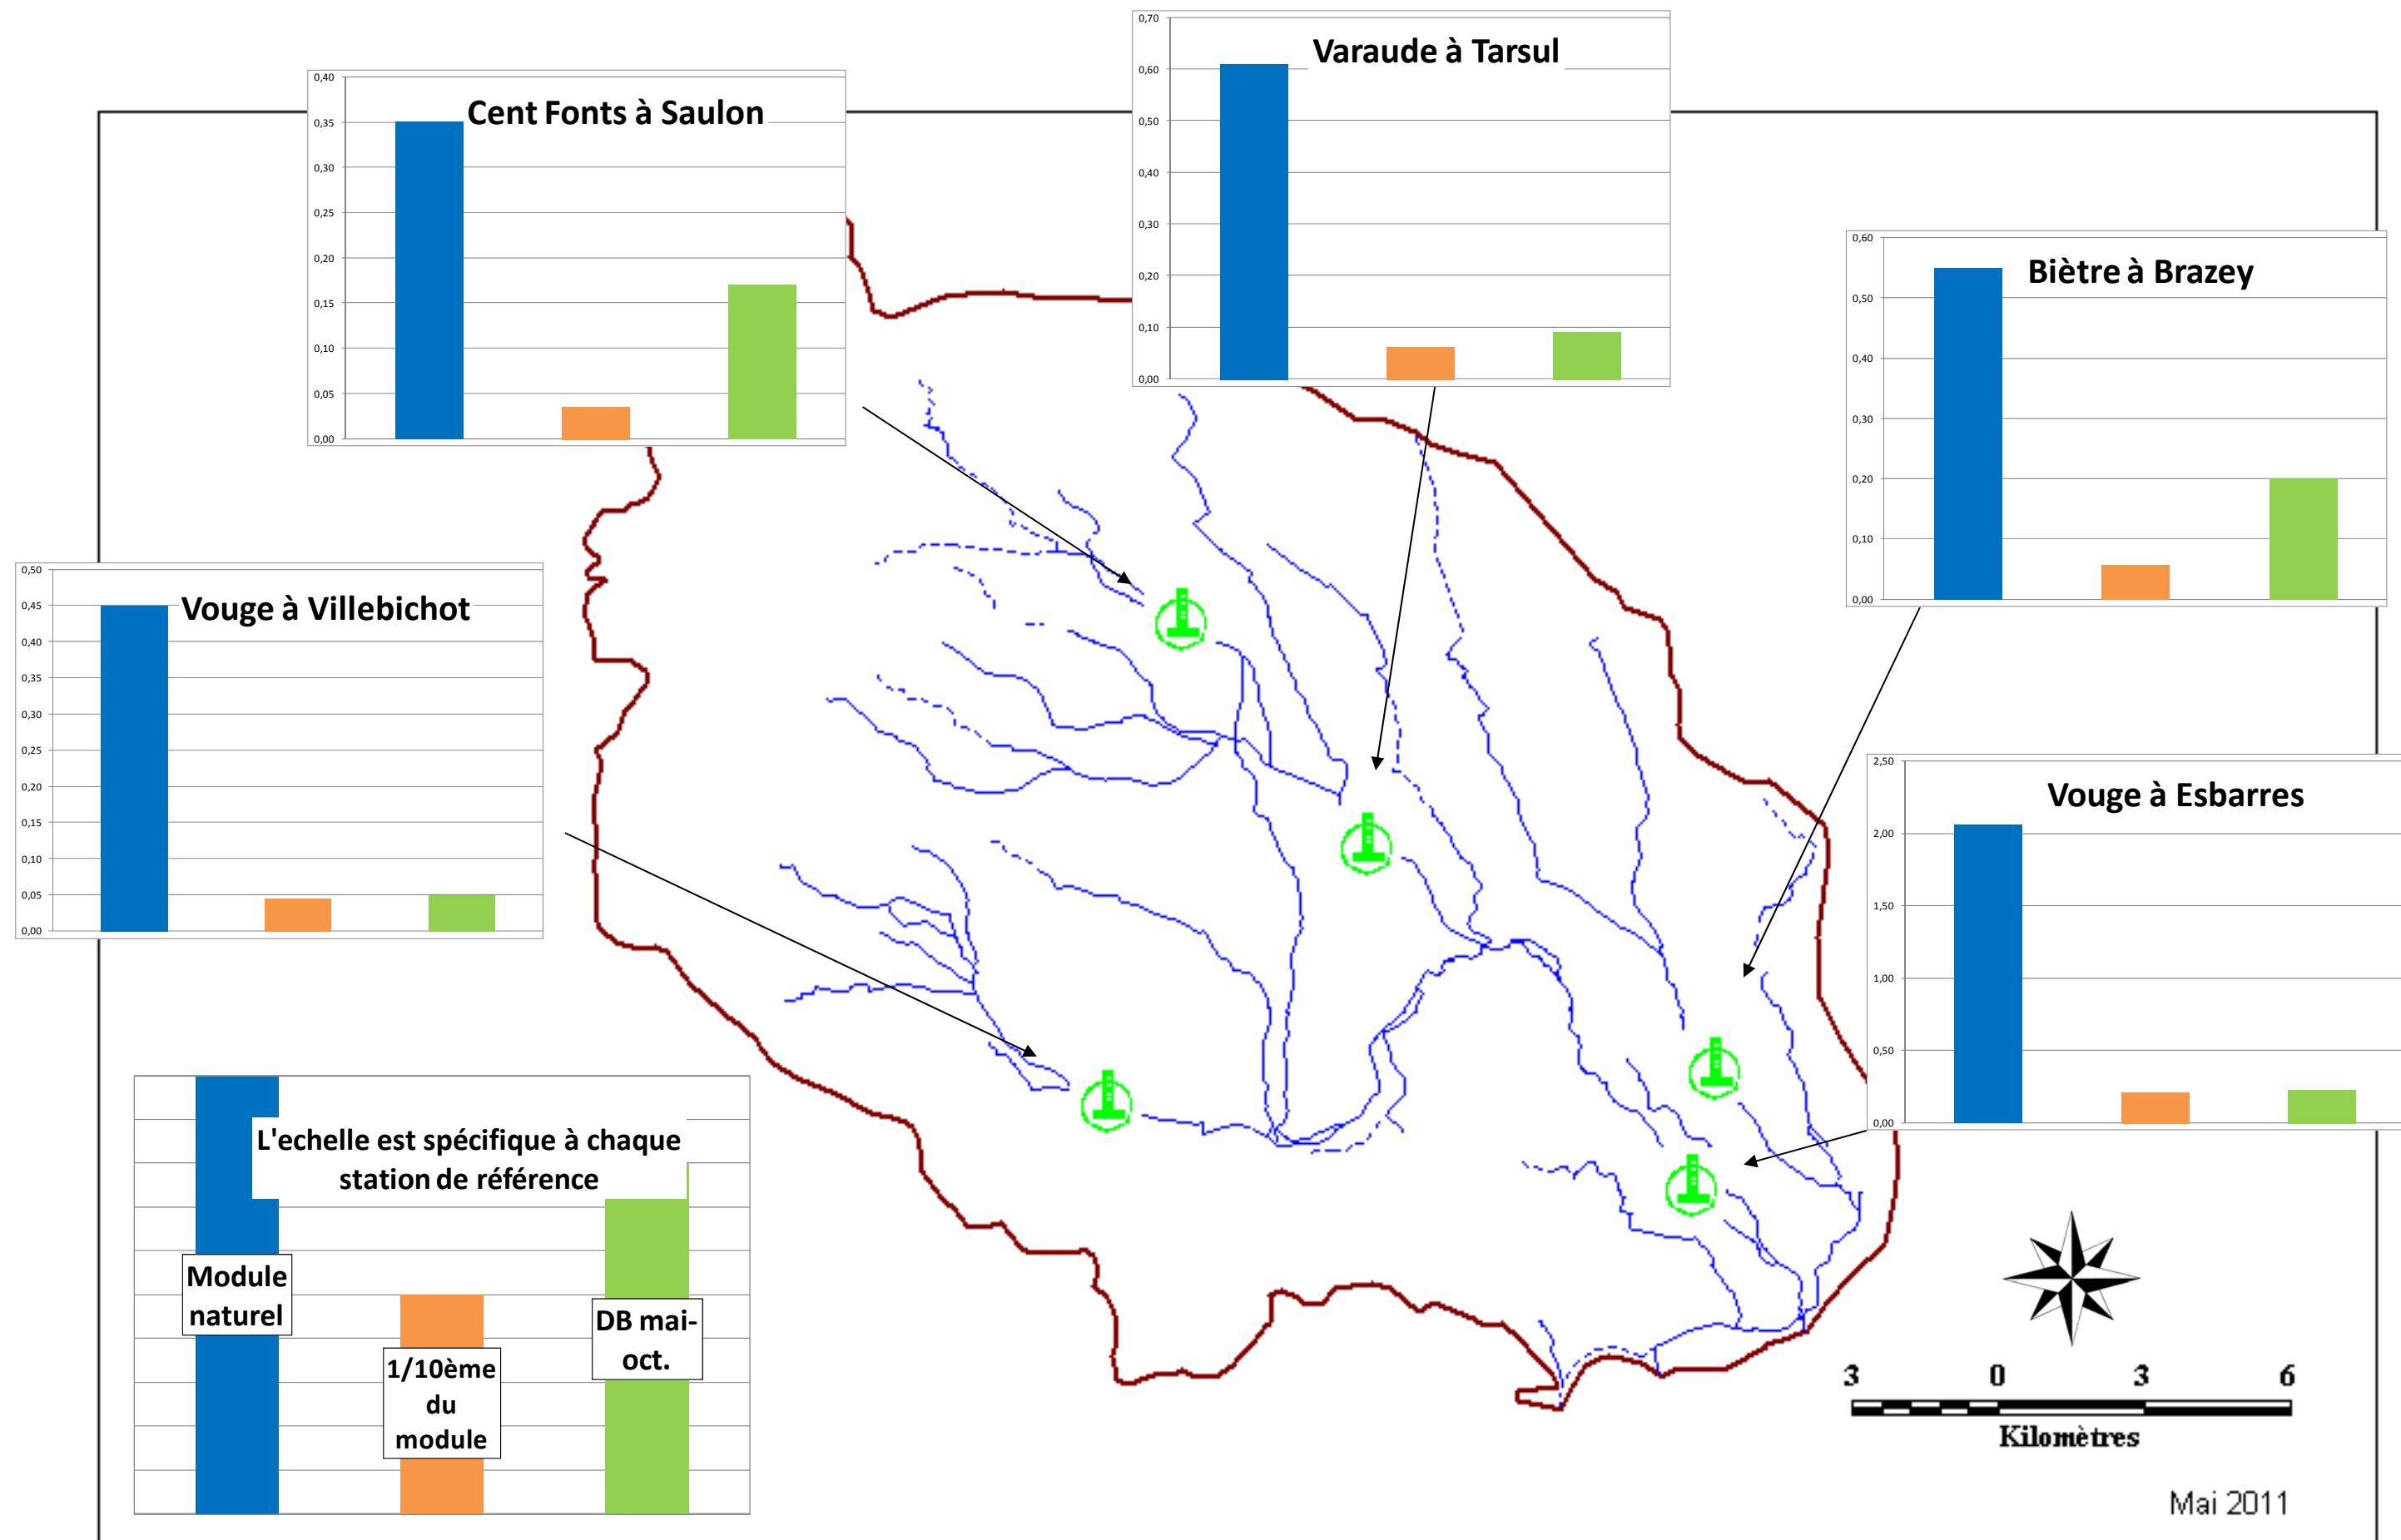 Cent Fonts à Saulon
0,40
0,35
0,30
0,25
0,20
0,15
0,10
0,05
0,00
Varaude à Tarsul
0,70
0,60
0,50
0,40
0,30
0,20
0,10
0,00
Biètre à Brazey
0,60
0,50
0,40
0,30
0,20
0,10
0,00
Vouge à Villebichot
0,50
0,45
0,40
0,35
0,30
0,25
0,20
0,15
0,10
0,05
0,00
Vouge à Esbarres
2,50
2,00
1,50
1,00
0,50
0,00
L'echelle est spécifique à chaque
station de référence
Module
naturel
1/10ème
du
module
DB mai-
oct.
3 0 3 6
Kilomètres
Mai 2011